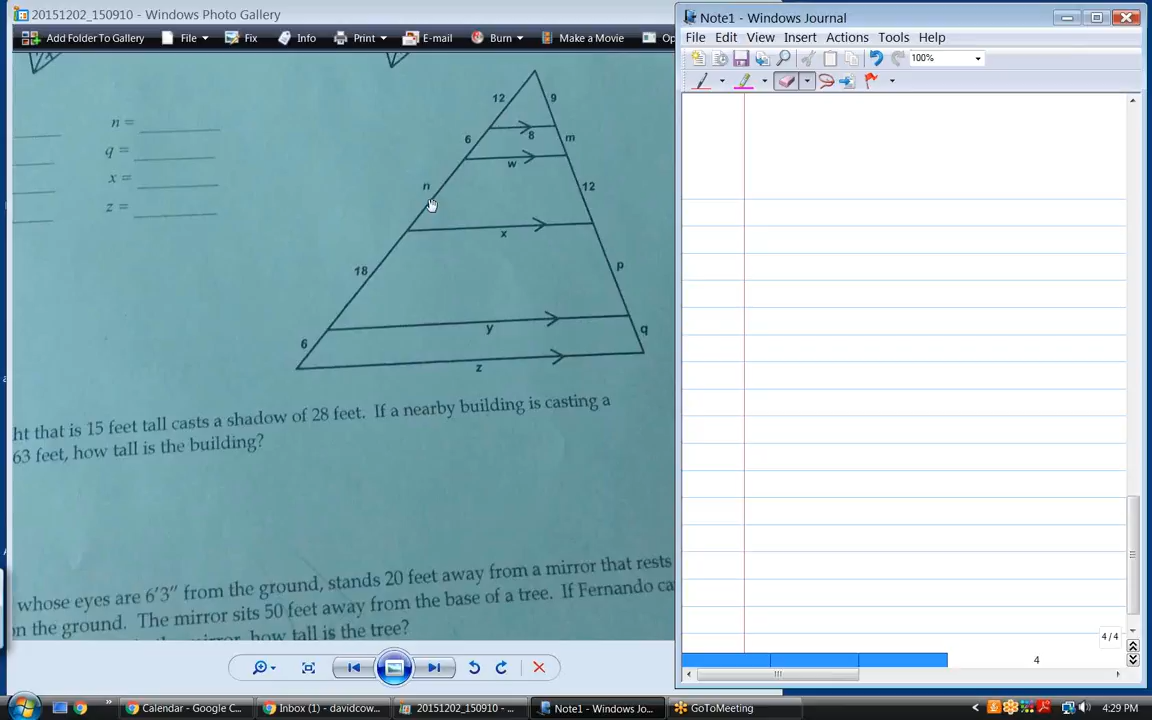 20151202_150910 - Windows Photo Gallery
Add Folder To Gallery File Fix Info Print E-mail Burn Make a Movie
Note1 - Windows Journal
File Edit View Insert Actions Tools Help
100%
n =
q =
x =
z =
12
9
6
8
m
w
n
12
x
18
p
y
6
q
z
ht that is 15 feet tall casts a shadow of 28 feet. If a nearby building is casting a
63 feet, how tall is the building?
whose eyes are 6'3" from the ground, stands 20 feet away from a mirror that rests
on the ground. The mirror sits 50 feet away from the base of a tree. If Fernando ca
how tall is the tree?
4/4
4
Calendar - Google C...
Inbox (1) - davidcow...
20151202_150910 - ...
Note1 - Windows Jo...
GoToMeeting
4:29 PM